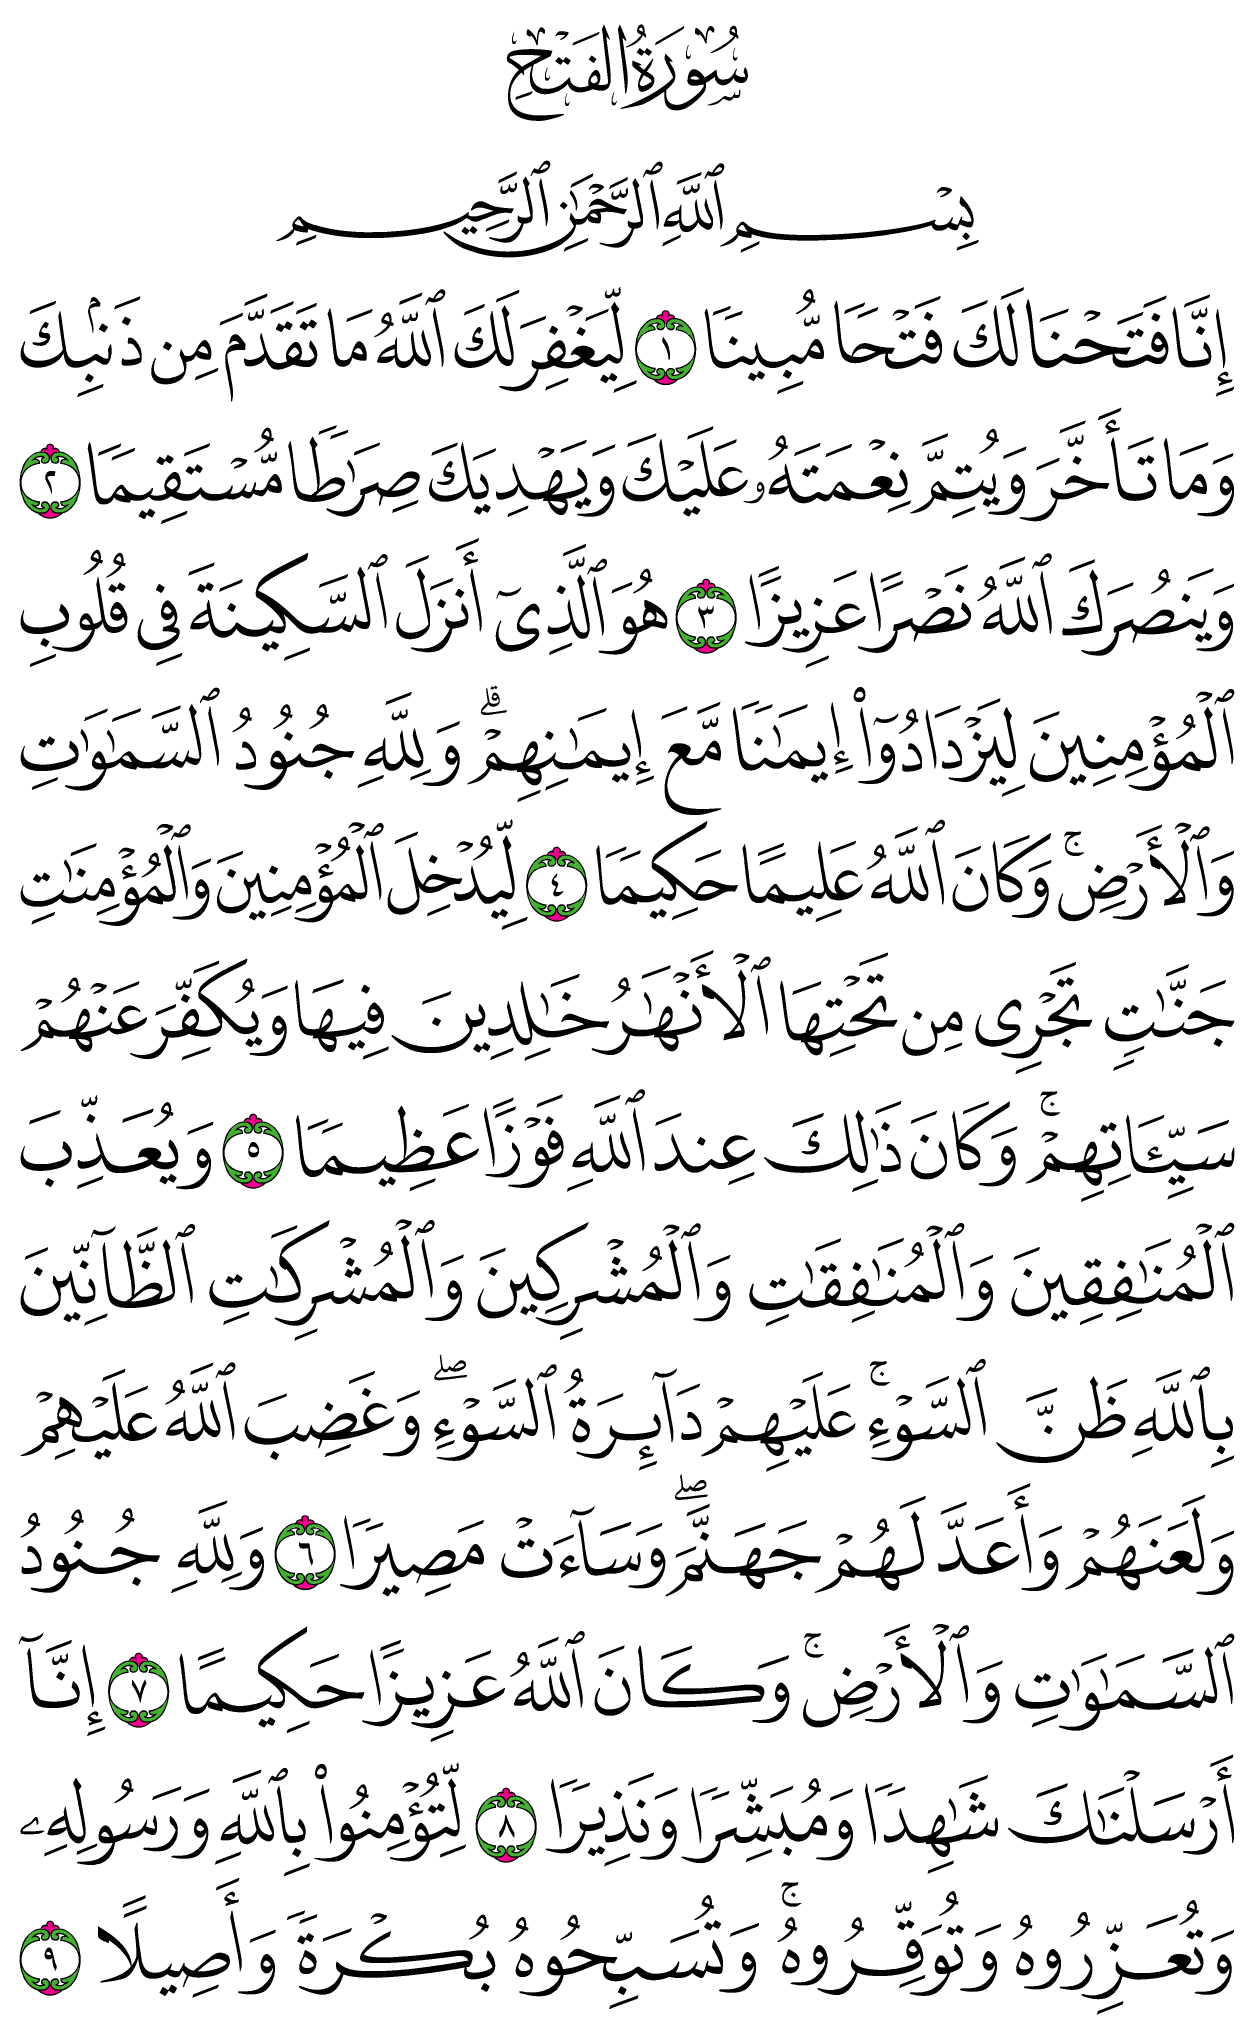 سُورَةُ الفَتۡحِ
بِسۡمِ ٱللَّهِ ٱلرَّحۡمَٰنِ ٱلرَّحِيمِ
إِنَّا فَتَحۡنَا لَكَ فَتۡحٗا مُّبِينٗا ١ لِّيَغۡفِرَ لَكَ ٱللَّهُ مَا تَقَدَّمَ مِن ذَنۢبِكَ
وَمَا تَأَخَّرَ وَيُتِمَّ نِعۡمَتَهُۥ عَلَيۡكَ وَيَهۡدِيَكَ صِرَٰطٗا مُّسۡتَقِيمٗا ٢
وَيَنصُرَكَ ٱللَّهُ نَصۡرًا عَزِيزًا ٣ هُوَ ٱلَّذِيٓ أَنزَلَ ٱلسَّكِينَةَ فِي قُلُوبِ
ٱلۡمُؤۡمِنِينَ لِيَزۡدَادُوٓاْ إِيمَٰنٗا مَّعَ إِيمَٰنِهِمۡۗ وَلِلَّهِ جُنُودُ ٱلسَّمَٰوَٰتِ
وَٱلۡأَرۡضِۚ وَكَانَ ٱللَّهُ عَلِيمًا حَكِيمٗا ٤ لِّيُدۡخِلَ ٱلۡمُؤۡمِنِينَ وَٱلۡمُؤۡمِنَٰتِ
جَنَّٰتٖ تَجۡرِي مِن تَحۡتِهَا ٱلۡأَنۡهَٰرُ خَٰلِدِينَ فِيهَا وَيُكَفِّرَ عَنۡهُمۡ
سَيِّـَٔاتِهِمۡۚ وَكَانَ ذَٰلِكَ عِندَ ٱللَّهِ فَوۡزًا عَظِيمٗا ٥ وَيُعَذِّبَ
ٱلۡمُنَٰفِقِينَ وَٱلۡمُنَٰفِقَٰتِ وَٱلۡمُشۡرِكِينَ وَٱلۡمُشۡرِكَٰتِ ٱلظَّآنِّينَ
بِٱللَّهِ ظَنَّ ٱلسَّوۡءِۚ عَلَيۡهِمۡ دَآئِرَةُ ٱلسَّوۡءِۖ وَغَضِبَ ٱللَّهُ عَلَيۡهِمۡ
وَلَعَنَهُمۡ وَأَعَدَّ لَهُمۡ جَهَنَّمَۖ وَسَآءَتۡ مَصِيرٗا ٦ وَلِلَّهِ جُنُودُ
ٱلسَّمَٰوَٰتِ وَٱلۡأَرۡضِۚ وَكَانَ ٱللَّهُ عَزِيزًا حَكِيمًا ٧ إِنَّآ
أَرۡسَلۡنَٰكَ شَٰهِدٗا وَمُبَشِّرٗا وَنَذِيرٗا ٨ لِّتُؤۡمِنُواْ بِٱللَّهِ وَرَسُولِهِۦ
وَتُعَزِّرُوهُ وَتُوَقِّرُوهُۚ وَتُسَبِّحُوهُ بُكۡرَةٗ وَأَصِيلًا ٩